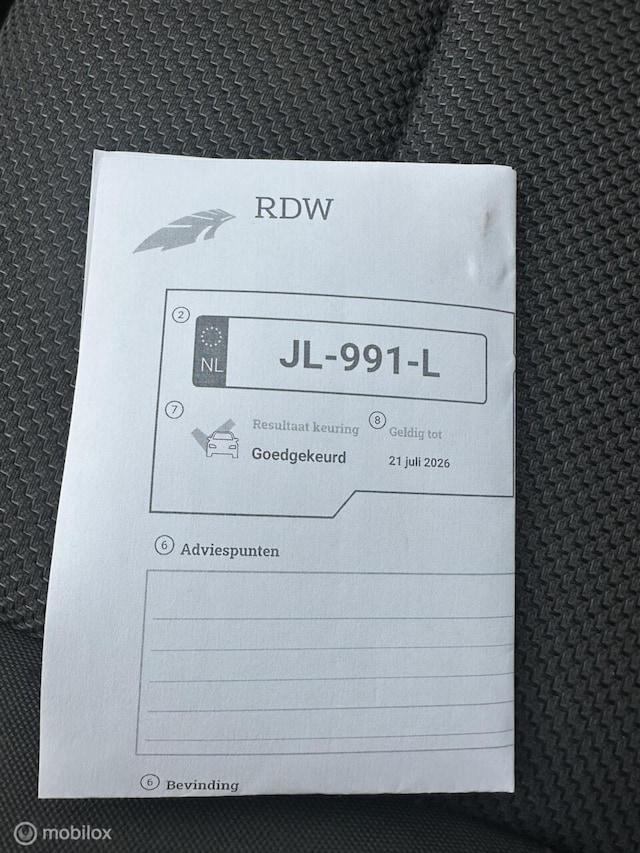 RDW
2
NL
JL-991-L
7
Resultaat keuring
8
Geldig tot
Goedgekeurd
21 juli 2026
6
Adviespunten
6
Bevinding
mobilox